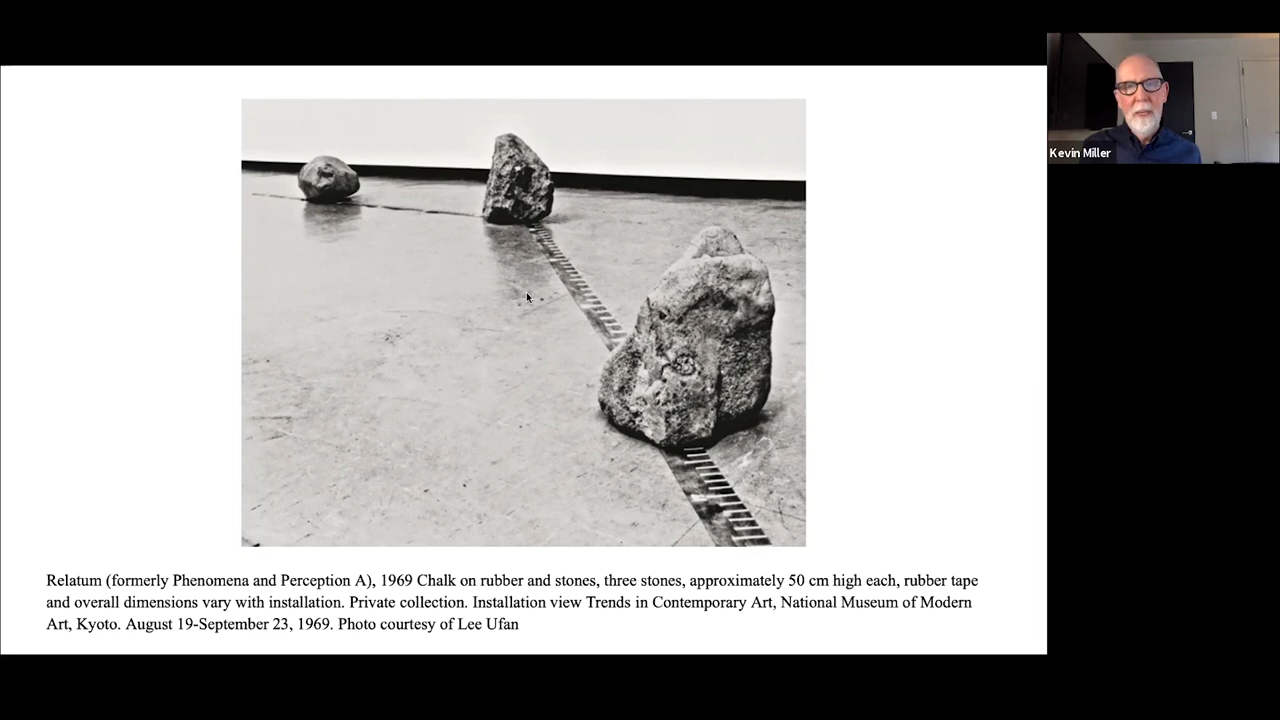 Kevin Miller
Relatum (formerly Phenomena and Perception A), 1969 Chalk on rubber and stones, three stones, approximately 50 cm high each, rubber tape
and overall dimensions vary with installation. Private collection. Installation view Trends in Contemporary Art, National Museum of Modern
Art, Kyoto. August 19-September 23, 1969. Photo courtesy of Lee Ufan